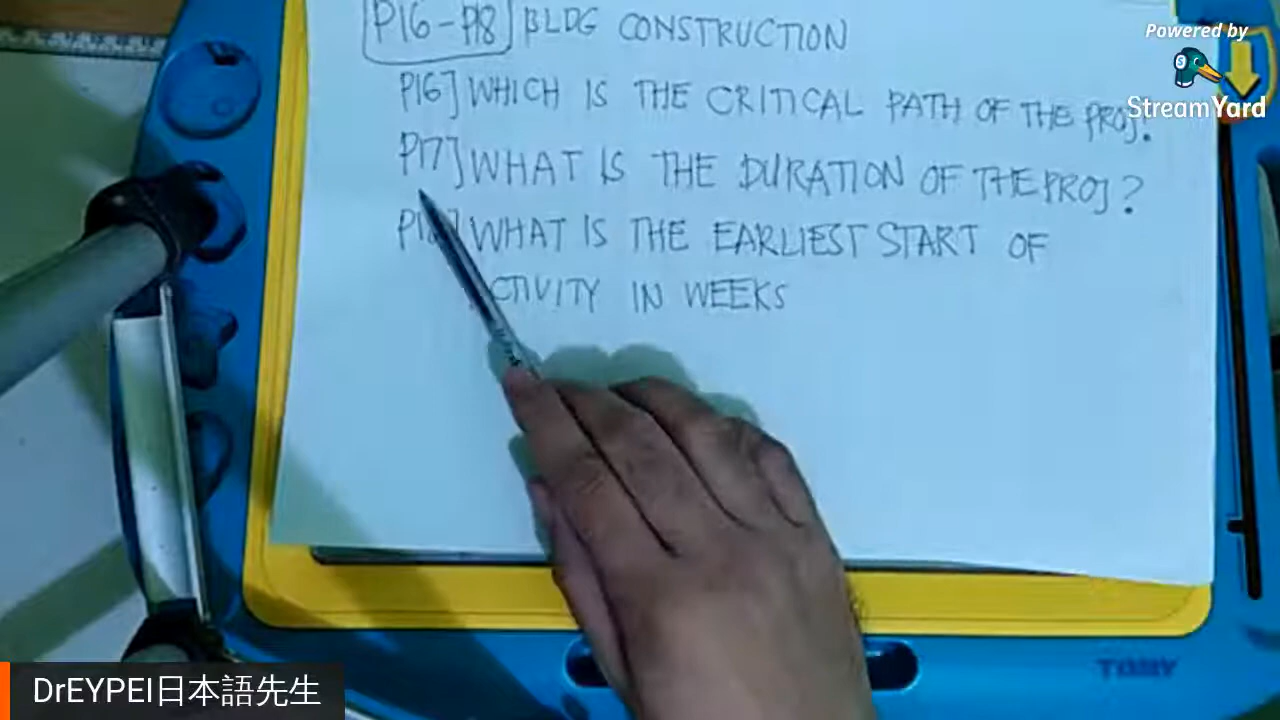 P16-P18 BLDG CONSTRUCTION
P16] WHICH IS THE CRITICAL PATH OF THE PROJ.
P17] WHAT IS THE DURATION OF THE PROJ?
P18] WHAT IS THE EARLIEST START OF
ACTIVITY IN WEEKS
Powered by
StreamYard
TOMY
DrEYPEI日本語先生